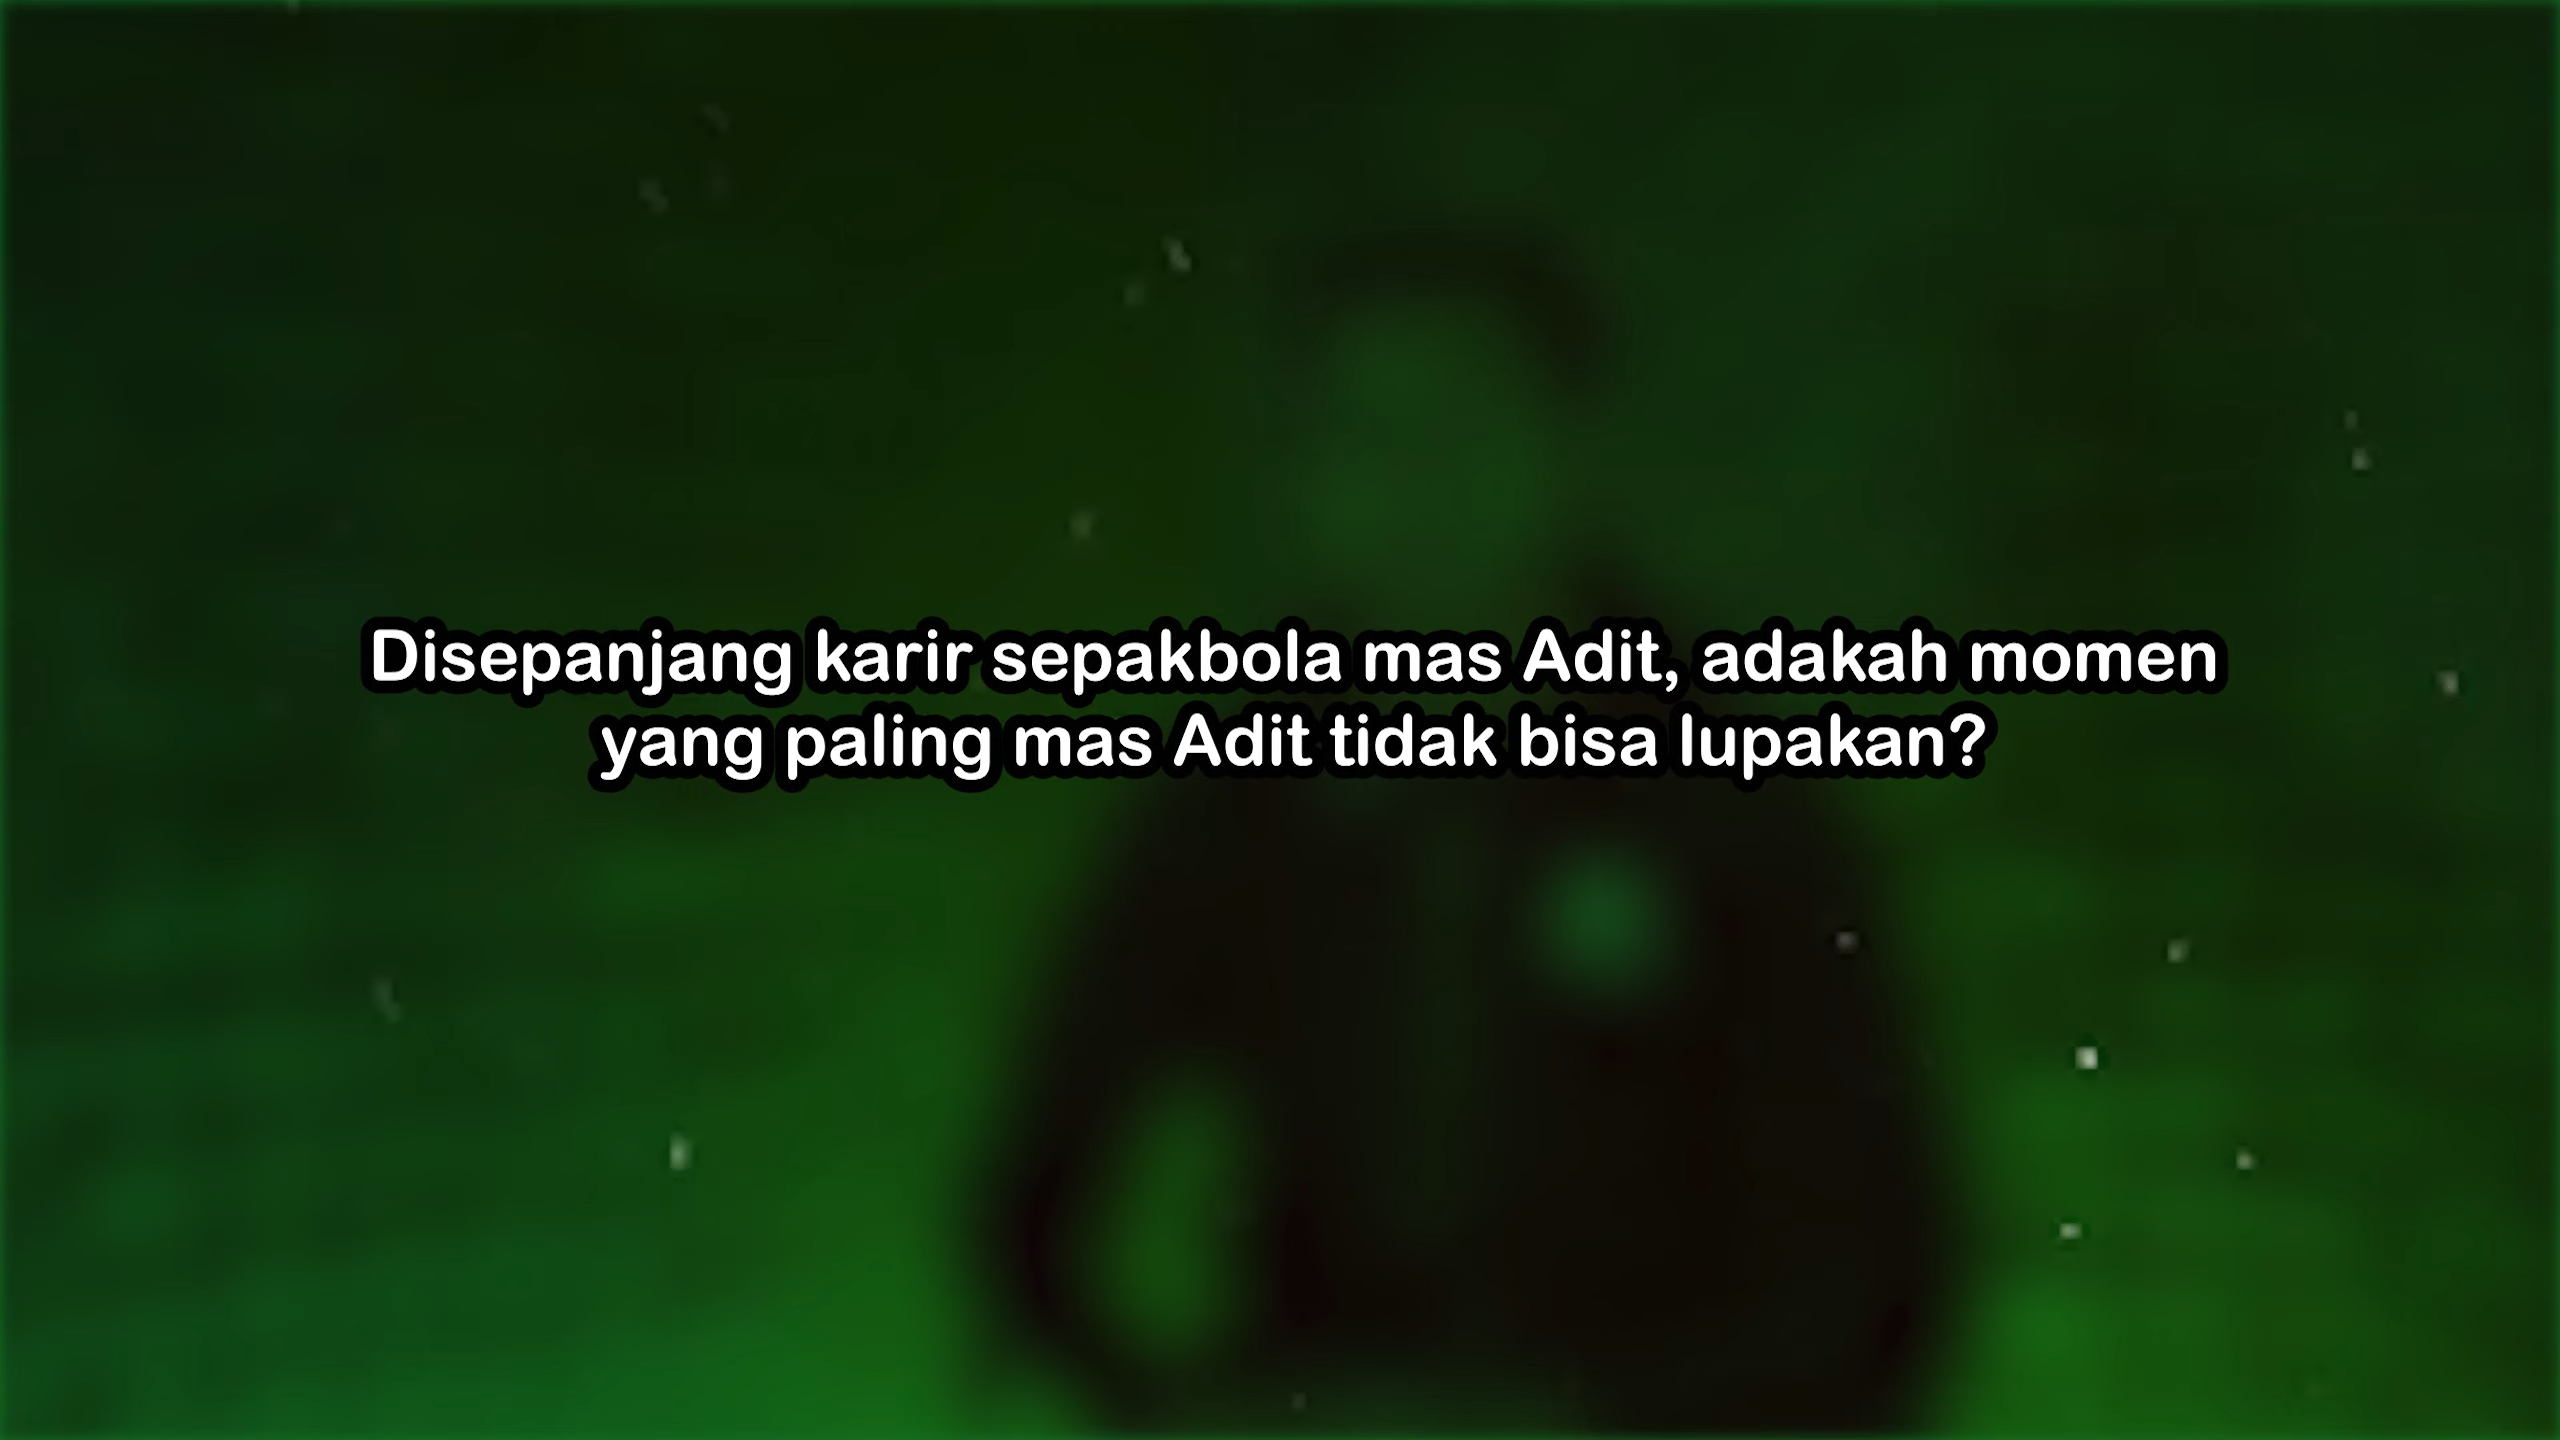 Disepanjang karir sepakbola mas Adit, adakah momen
yang paling mas Adit tidak bisa lupakan?